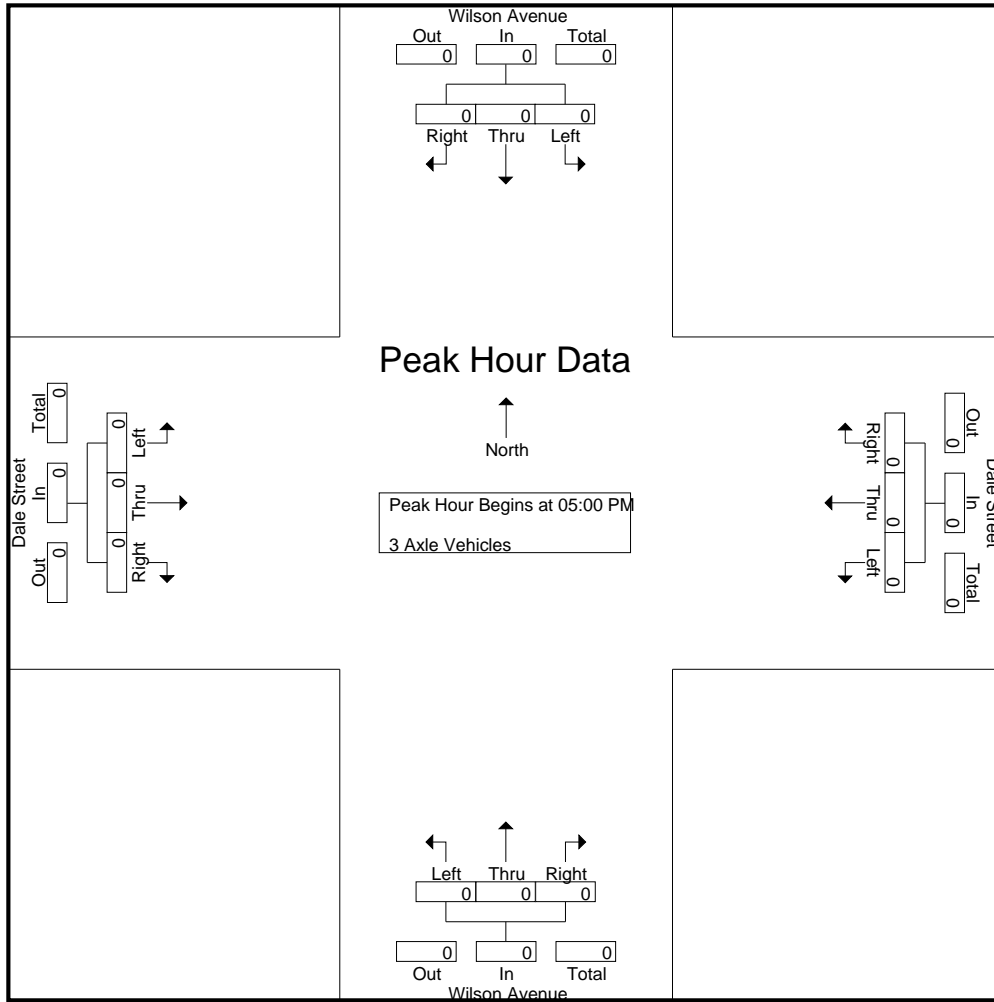 Wilson Avenue
Out In Total
0 0 0
0 0 0
Right Thru Left
Peak Hour Data
North
Peak Hour Begins at 05:00 PM
3 Axle Vehicles
Dale Street
Total In Out
0 0 0
0 0 0
Left Thru Right
Dale Street
Out In Total
0 0 0
0 0 0
Right Thru Left
Left Thru Right
0 0 0
0 0 0
Out In Total
Wilson Avenue